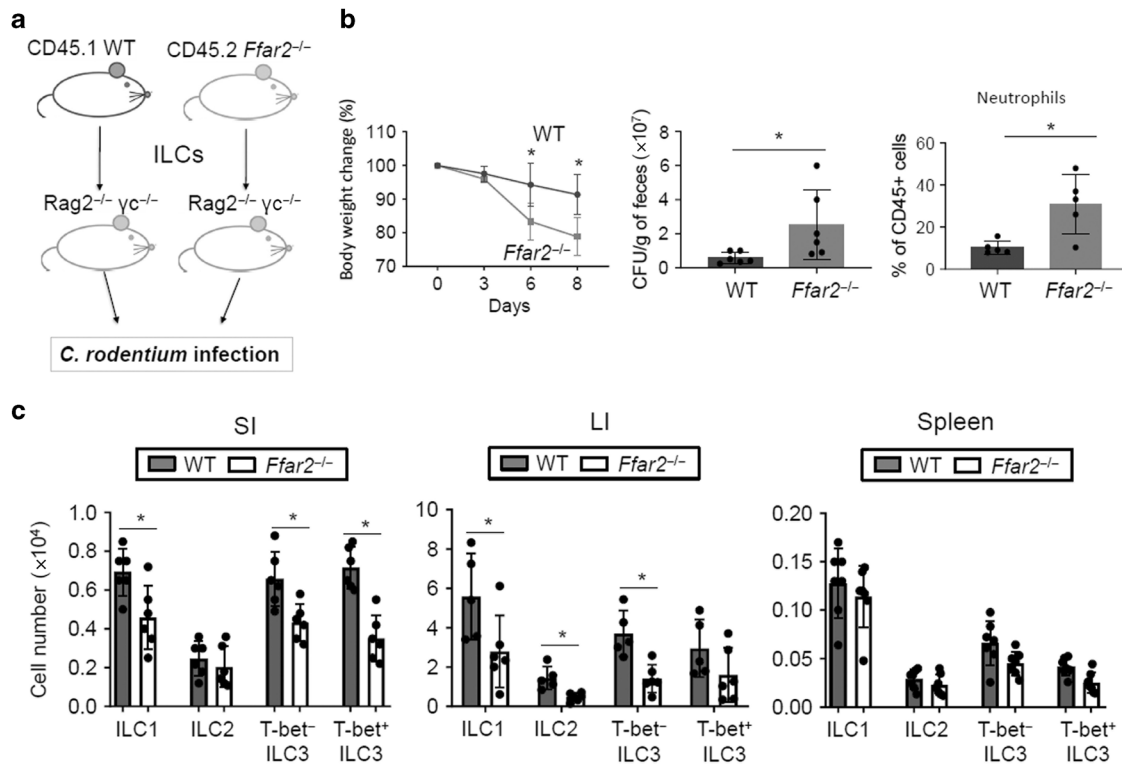 a
CD45.1 WT
CD45.2 Ffar2–/–
ILCs
Rag2–/– γc–/–
Rag2–/– γc–/–
C. rodentium infection
b
Body weight change (%)
110
100
90
80
70
WT
*
*
Ffar2–/–
0 3 6 8
Days
CFU/g of feces (×10⁷)
8
6
4
2
0
*
WT Ffar2–/–
Neutrophils
% of CD45+ cells
60
40
20
0
*
WT Ffar2–/–
c
SI
WT Ffar2–/–
Cell number (×10⁴)
1.0
0.8
0.6
0.4
0.2
0
* * *
ILC1 ILC2 T-bet– T-bet+
ILC3 ILC3
LI
WT Ffar2–/–
10
8
6
4
2
0
* * *
ILC1 ILC2 T-bet– T-bet+
ILC3 ILC3
Spleen
WT Ffar2–/–
0.20
0.15
0.10
0.05
0.00
ILC1 ILC2 T-bet– T-bet+
ILC3 ILC3